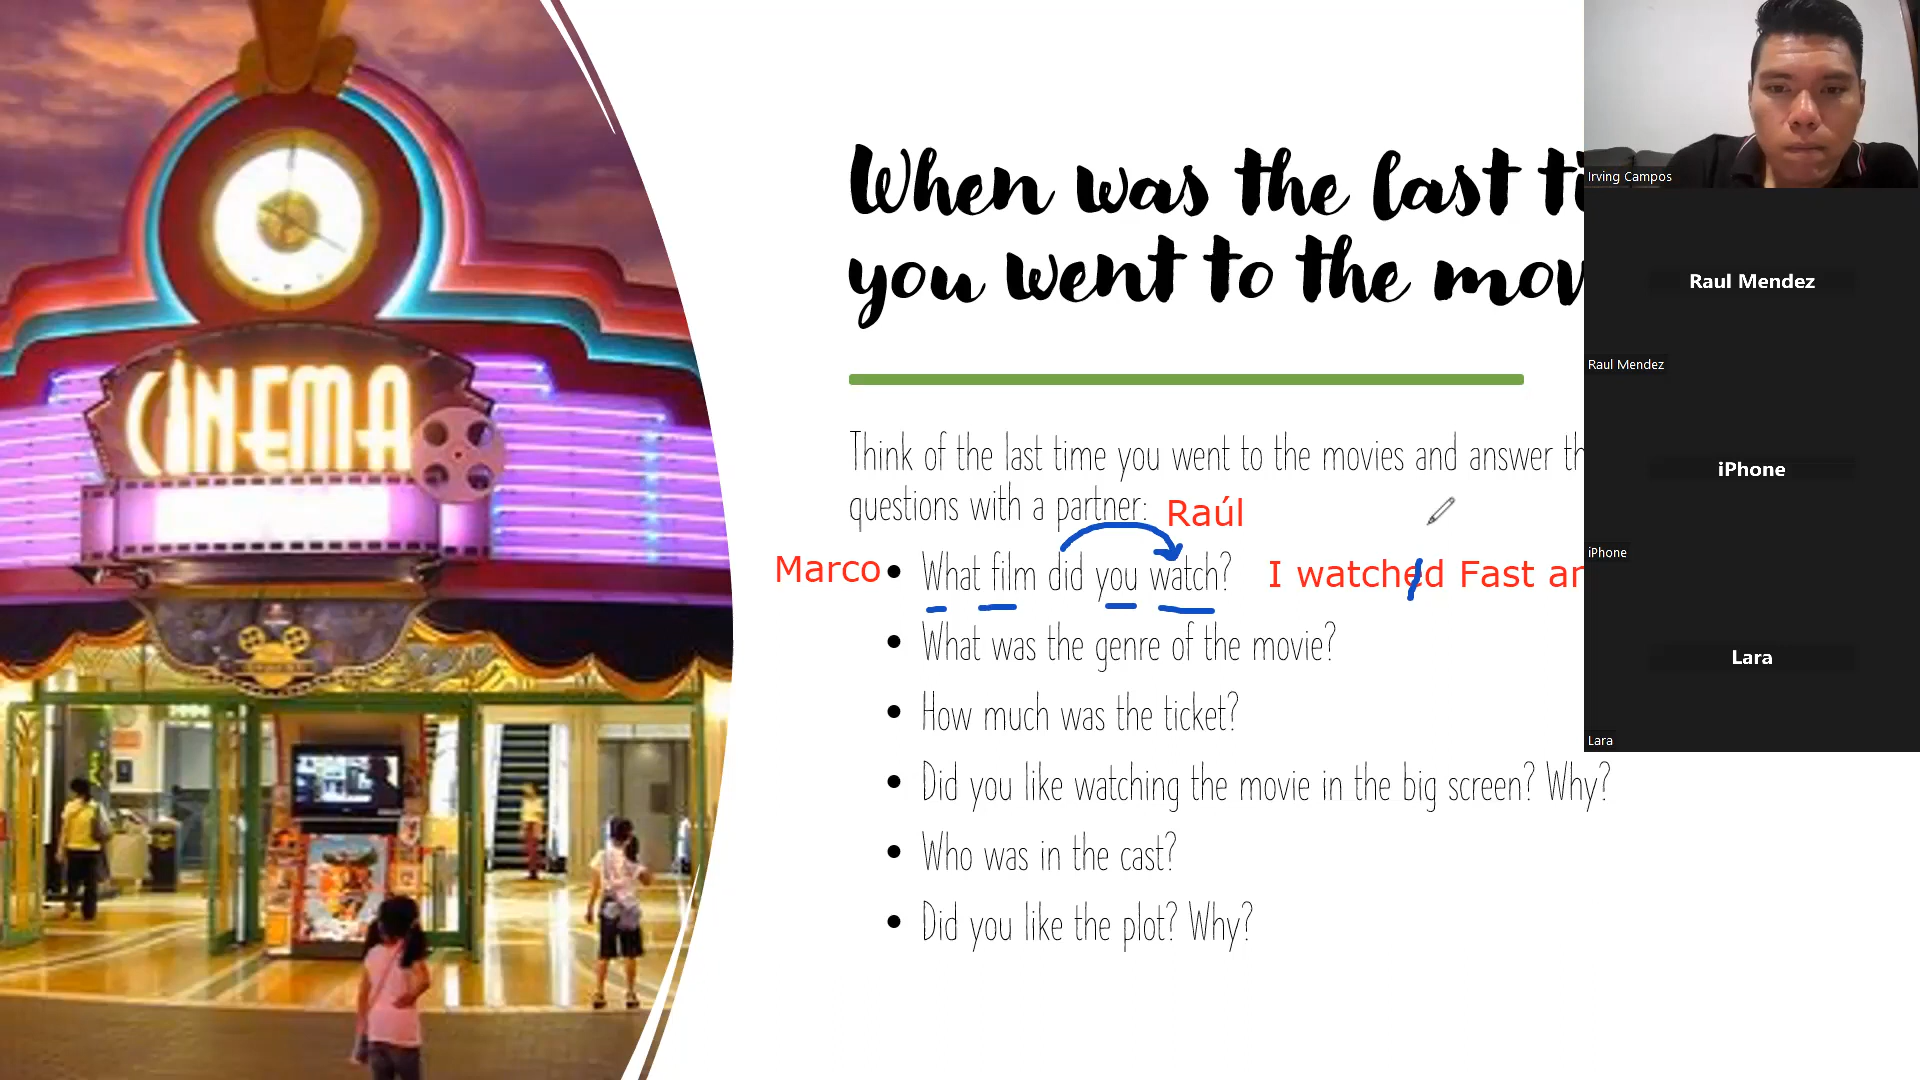 CINEMA
When was the last ti
you went to the mov
Think of the last time you went to the movies and answer th
questions with a partner: Raúl
Marco • What film did you watch? I watched Fast ar
• What was the genre of the movie?
• How much was the ticket?
• Did you like watching the movie in the big screen? Why?
• Who was in the cast?
• Did you like the plot? Why?
Irving Campos
Raul Mendez
Raul Mendez
iPhone
iPhone
Lara
Lara